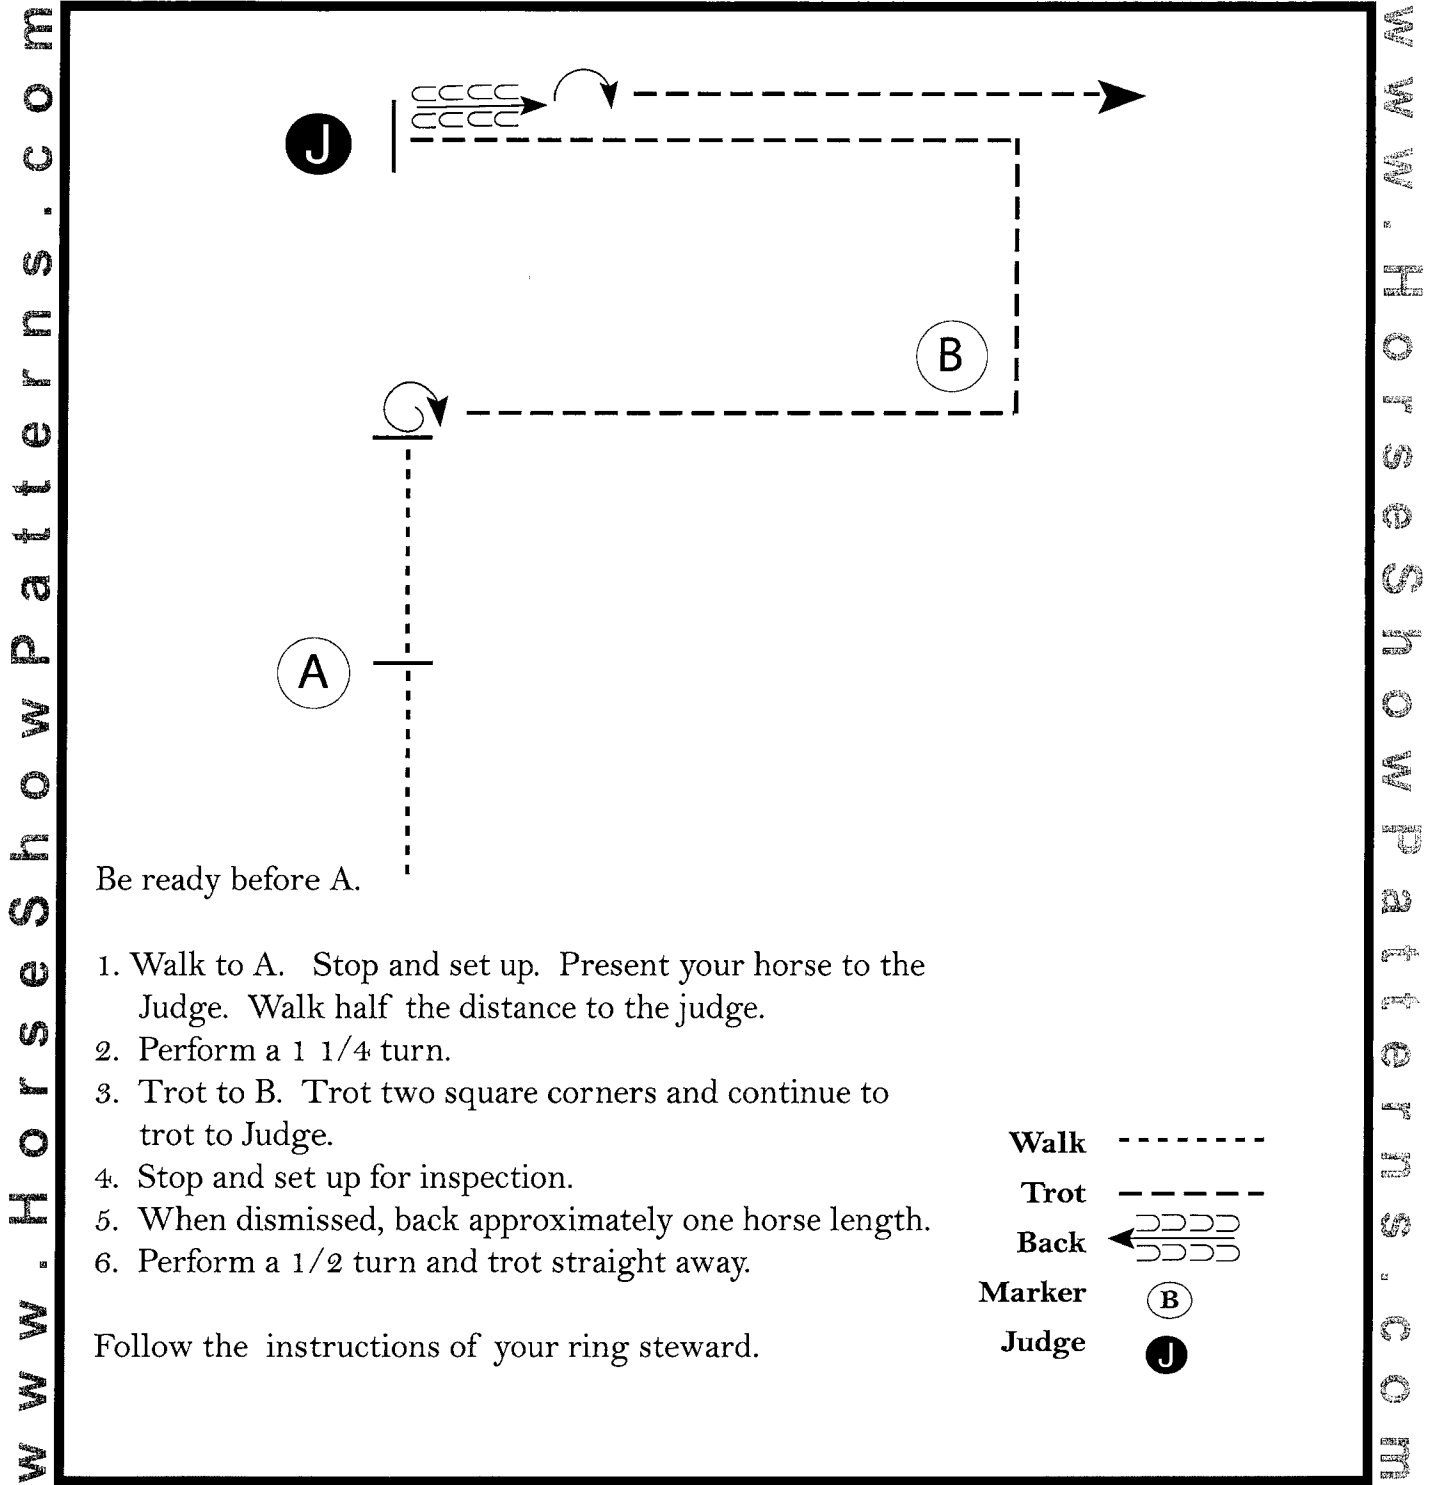 www.HorseShowPatterns.com
www.HorseShowPatterns.com
J
B
A
Be ready before A.
1. Walk to A. Stop and set up. Present your horse to the
Judge. Walk half the distance to the judge.
2. Perform a 1 1/4 turn.
3. Trot to B. Trot two square corners and continue to
trot to Judge.
4. Stop and set up for inspection.
5. When dismissed, back approximately one horse length.
6. Perform a 1/2 turn and trot straight away.
Follow the instructions of your ring steward.
Walk
Trot
Back
Marker B
Judge J